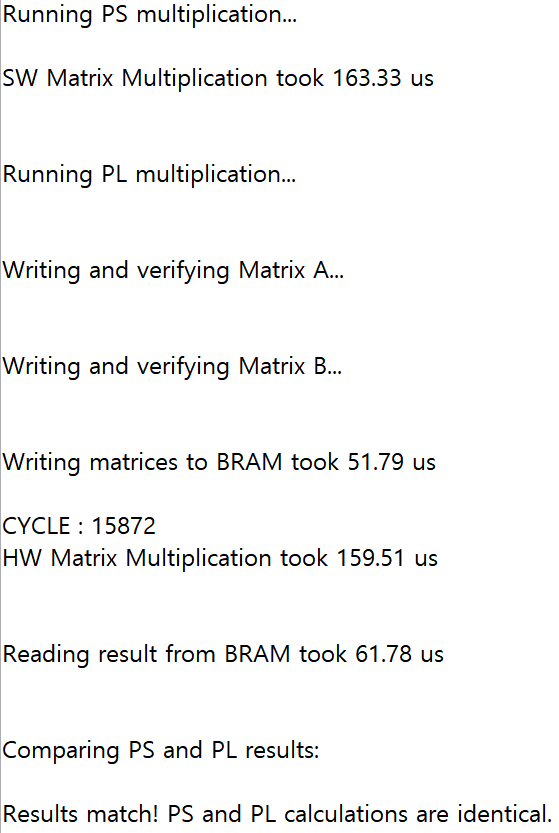 Running PS multiplication...
SW Matrix Multiplication took 163.33 us
Running PL multiplication...
Writing and verifying Matrix A...
Writing and verifying Matrix B...
Writing matrices to BRAM took 51.79 us
CYCLE : 15872
HW Matrix Multiplication took 159.51 us
Reading result from BRAM took 61.78 us
Comparing PS and PL results:
Results match! PS and PL calculations are identical.